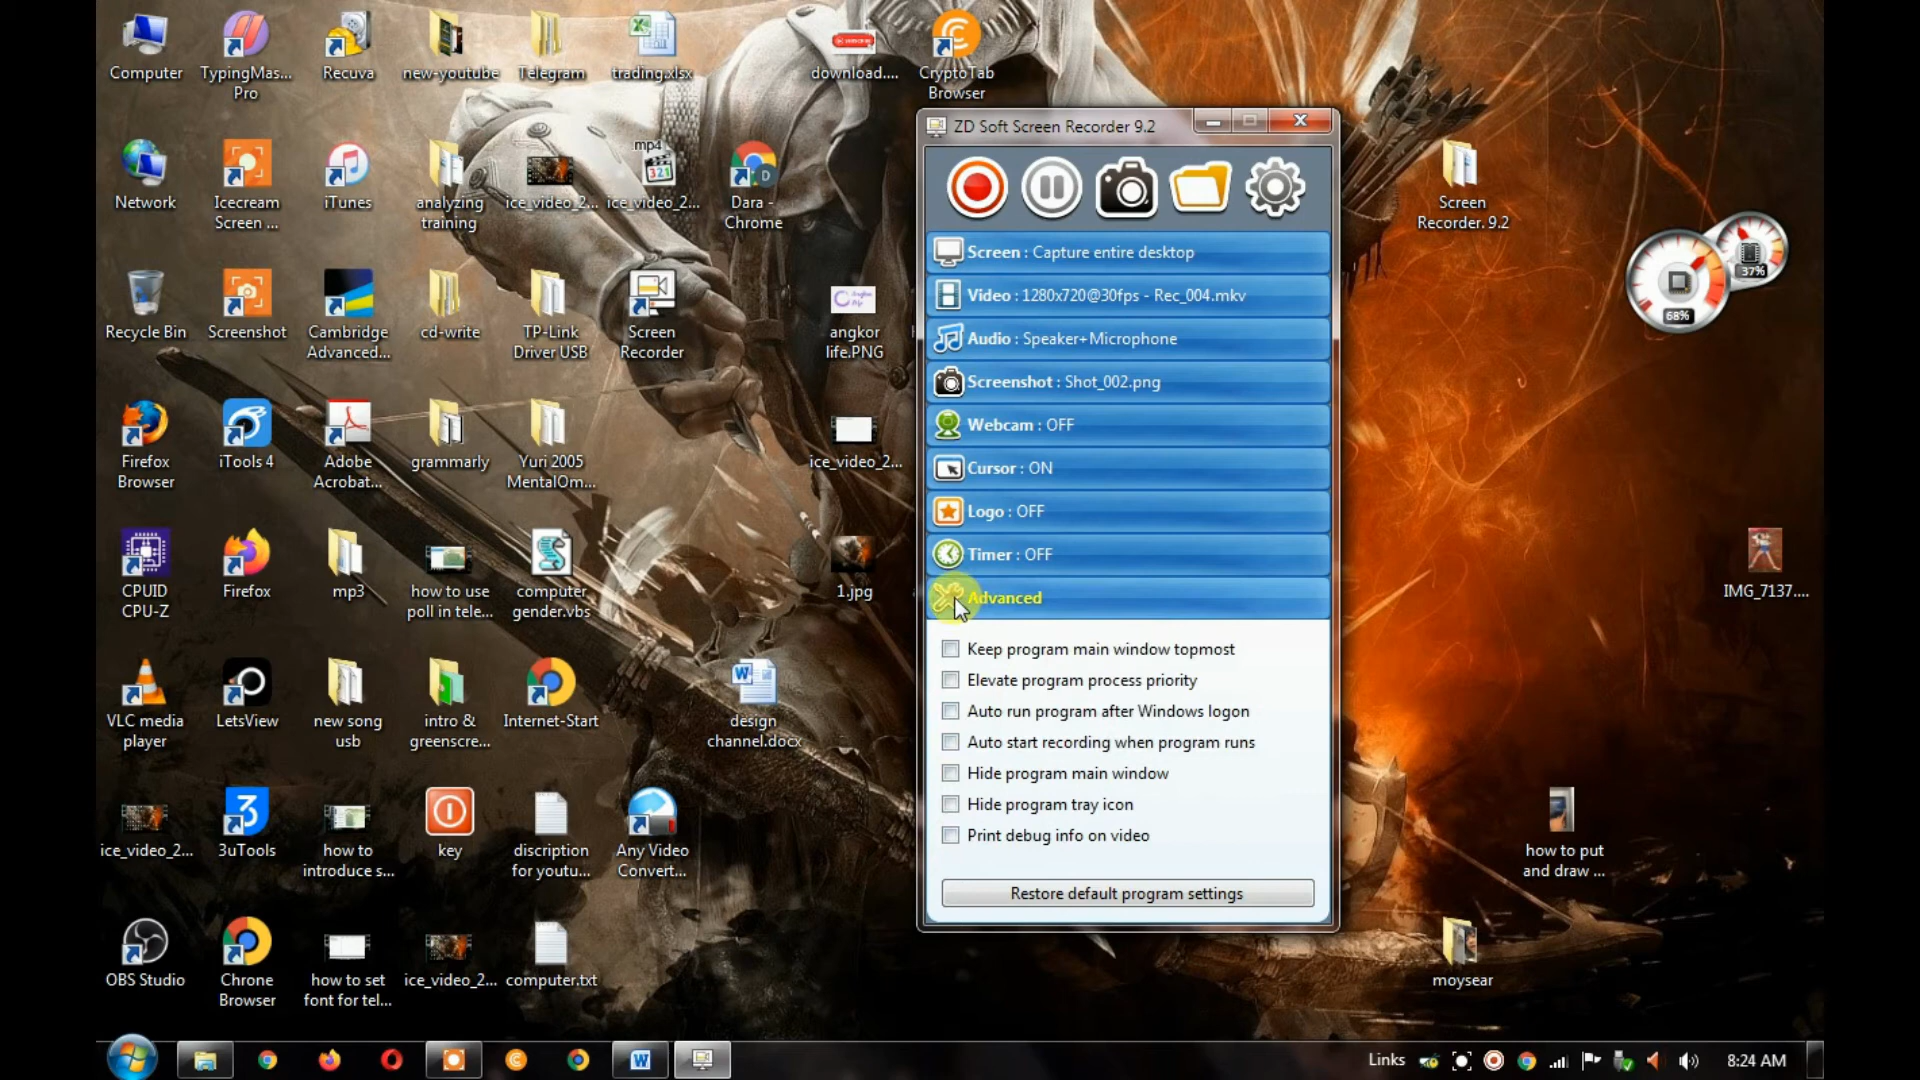 Computer
TypingMas...
Pro
Recuva
new-youtube
Telegram
trading.xlsx
download....
CryptoTab
Browser
Network
Icecream
Screen ...
iTunes
analyzing
training
ice_video_2...
mp4
321
ice_video_2...
D
Dara -
Chrome
Recycle Bin
Screenshot
Cambridge
Advanced...
cd-write
TP-Link
Driver USB
Screen
Recorder
angkor
life.PNG
Firefox
Browser
iTools 4
Adobe
Acrobat...
grammarly
Yuri 2005
MentalOm...
ice_video_2...
CPUID
CPU-Z
Firefox
mp3
how to use
poll in tele...
computer
gender.vbs
1.jpg
VLC media
player
LetsView
new song
usb
intro &
greenscre...
Internet-Start
design
channel.docx
ice_video_2...
3uTools
how to
introduce s...
key
discription
for youtu...
Any Video
Convert...
OBS Studio
Chrone
Browser
how to set
font for tel...
ice_video_2...
computer.txt
ZD Soft Screen Recorder 9.2
Screen : Capture entire desktop
Video : 1280x720@30fps - Rec_004.mkv
Audio : Speaker+Microphone
Screenshot : Shot_002.png
Webcam : OFF
Cursor : ON
Logo : OFF
Timer : OFF
Advanced
Keep program main window topmost
Elevate program process priority
Auto run program after Windows logon
Auto start recording when program runs
Hide program main window
Hide program tray icon
Print debug info on video
Restore default program settings
Screen
Recorder. 9.2
37%
68%
IMG_7137....
how to put
and draw ...
moysear
Links
8:24 AM